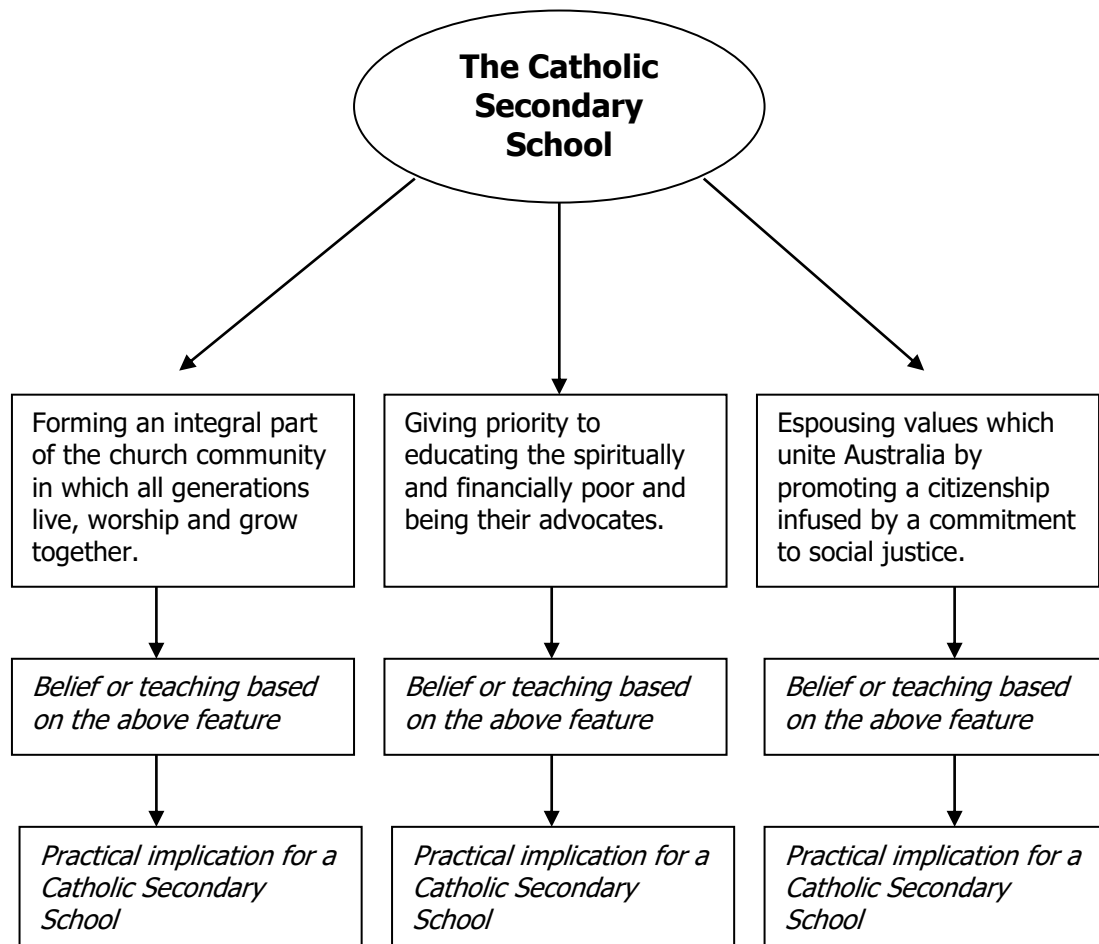 The Catholic
Secondary
School
Forming an integral part
of the church community
in which all generations
live, worship and grow
together.
Giving priority to
educating the spiritually
and financially poor and
being their advocates.
Espousing values which
unite Australia by
promoting a citizenship
infused by a commitment
to social justice.
Belief or teaching based
on the above feature
Belief or teaching based
on the above feature
Belief or teaching based
on the above feature
Practical implication for a
Catholic Secondary
School
Practical implication for a
Catholic Secondary
School
Practical implication for a
Catholic Secondary
School